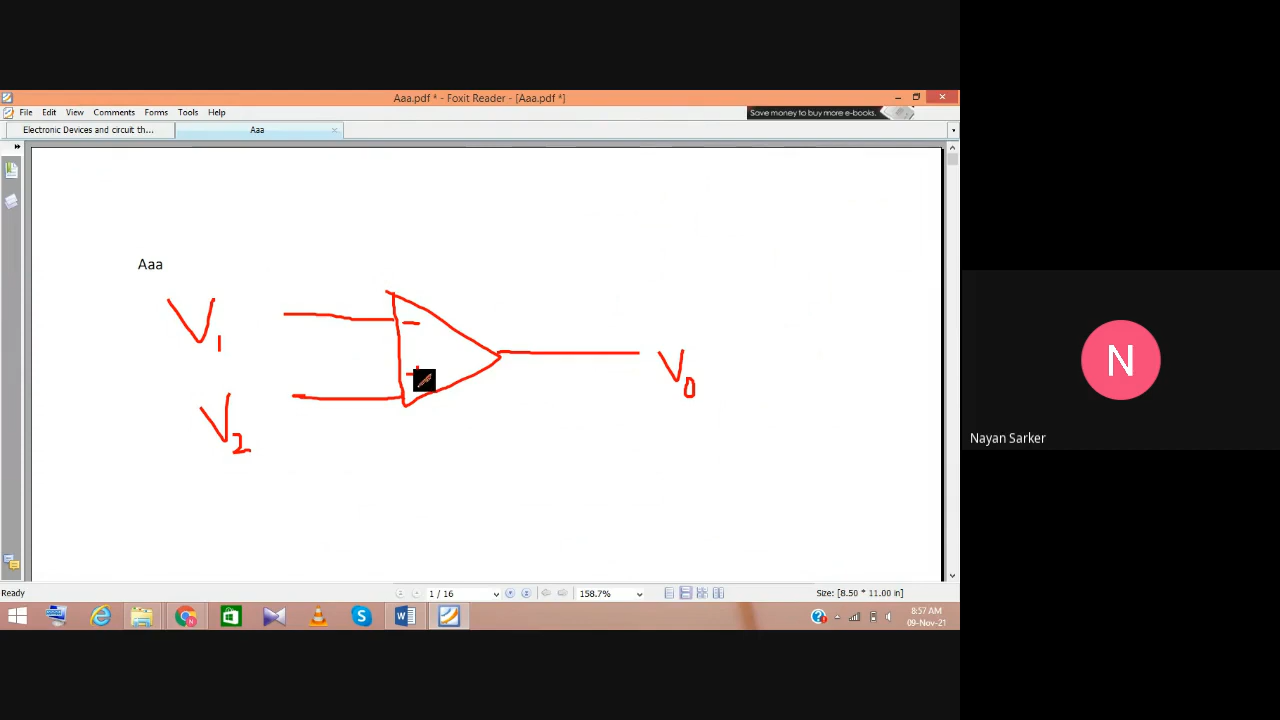 Aaa.pdf * - Foxit Reader - [Aaa.pdf *]
File Edit View Comments Forms Tools Help
Save money to buy more e-books.
Electronic Devices and circuit th...
Aaa
Aaa
V1
−
V0
+
V2
N
Nayan Sarker
Ready
1 / 16
158.7%
Size: [8.50 * 11.00 in]
8:57 AM
09-Nov-21